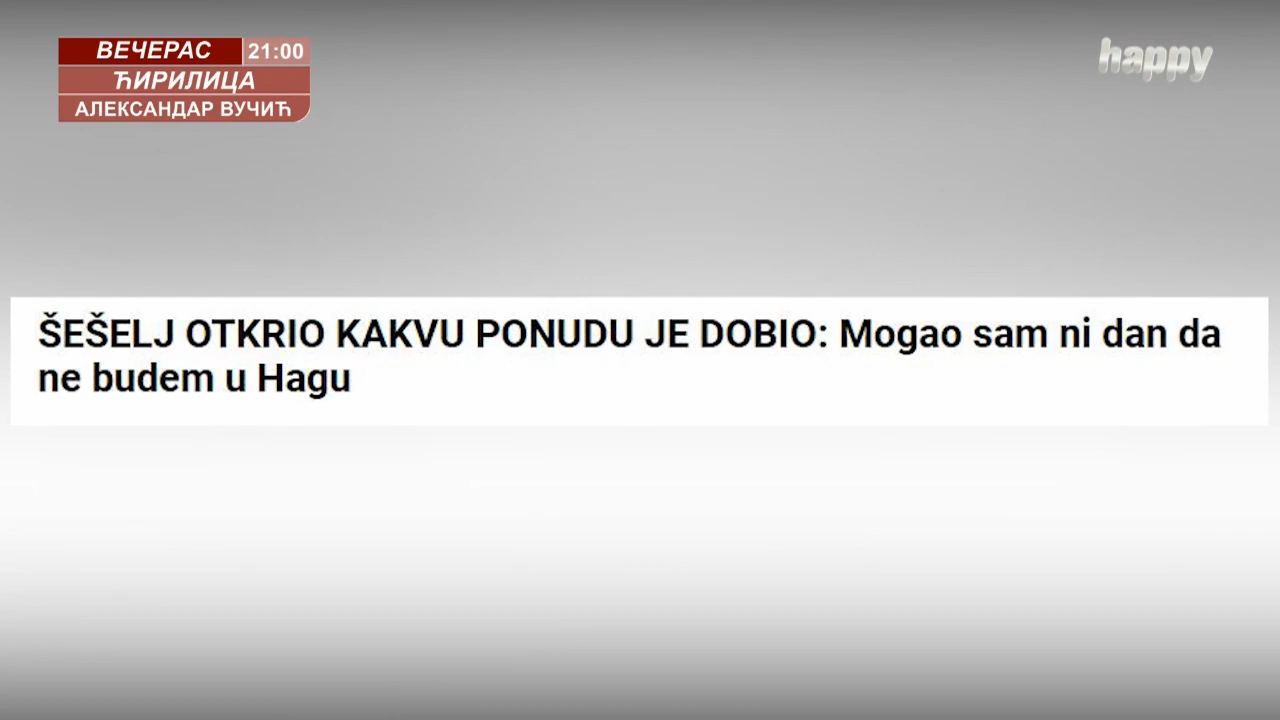 ВЕЧЕРАС 21:00
ЋИРИЛИЦА
АЛЕКСАНДАР ВУЧИЋ
happy
ŠEŠELJ OTKRIO KAKVU PONUDU JE DOBIO: Mogao sam ni dan da
ne budem u Hagu